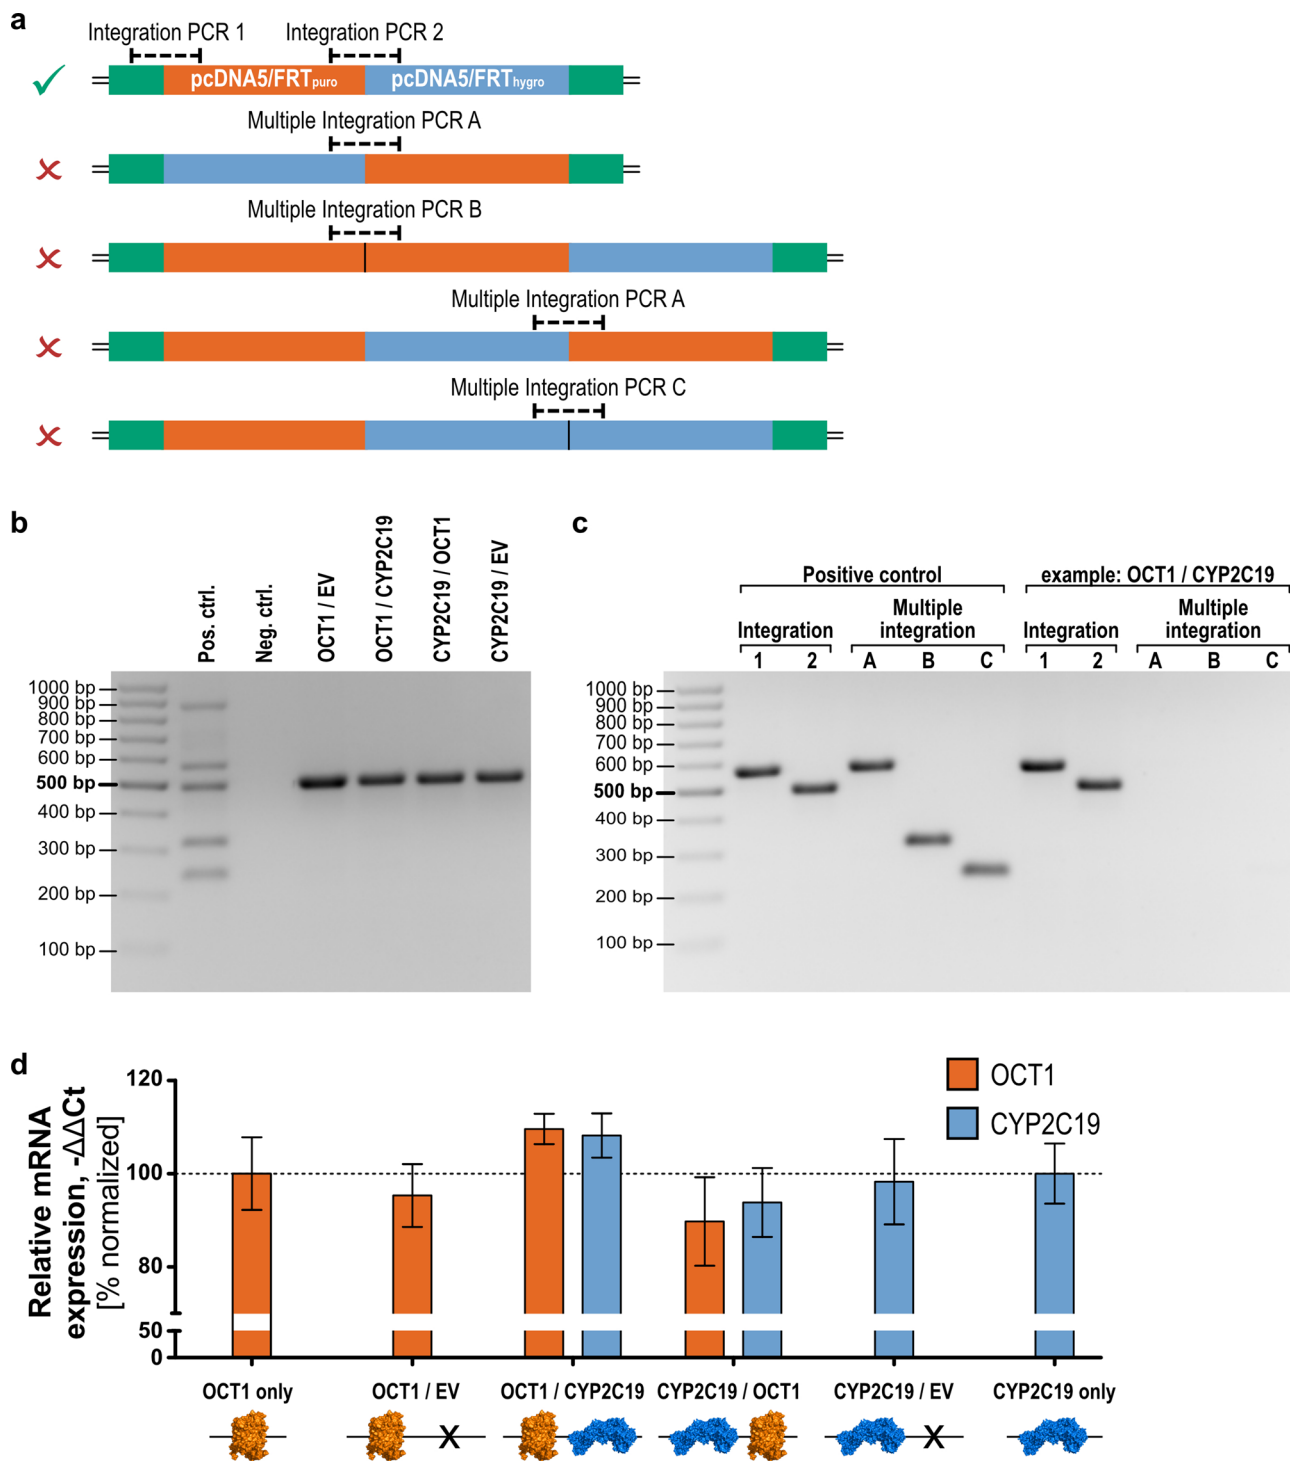 a
Integration PCR 1
Integration PCR 2
pcDNA5/FRTpuro
pcDNA5/FRThygro
Multiple Integration PCR A
Multiple Integration PCR B
Multiple Integration PCR A
Multiple Integration PCR C
b
Pos. ctrl.
Neg. ctrl.
OCT1 / EV
OCT1 / CYP2C19
CYP2C19 / OCT1
CYP2C19 / EV
1000 bp
900 bp
800 bp
700 bp
600 bp
500 bp
400 bp
300 bp
200 bp
100 bp
c
Positive control
example: OCT1 / CYP2C19
Integration
Multiple
integration
Integration
Multiple
integration
1 2 A B C 1 2 A B C
1000 bp
900 bp
800 bp
700 bp
600 bp
500 bp
400 bp
300 bp
200 bp
100 bp
d
Relative mRNA
expression, -ΔΔCt
[% normalized]
120
100
80
50
0
OCT1
CYP2C19
OCT1 only
OCT1 / EV
OCT1 / CYP2C19
CYP2C19 / OCT1
CYP2C19 / EV
CYP2C19 only
X
X